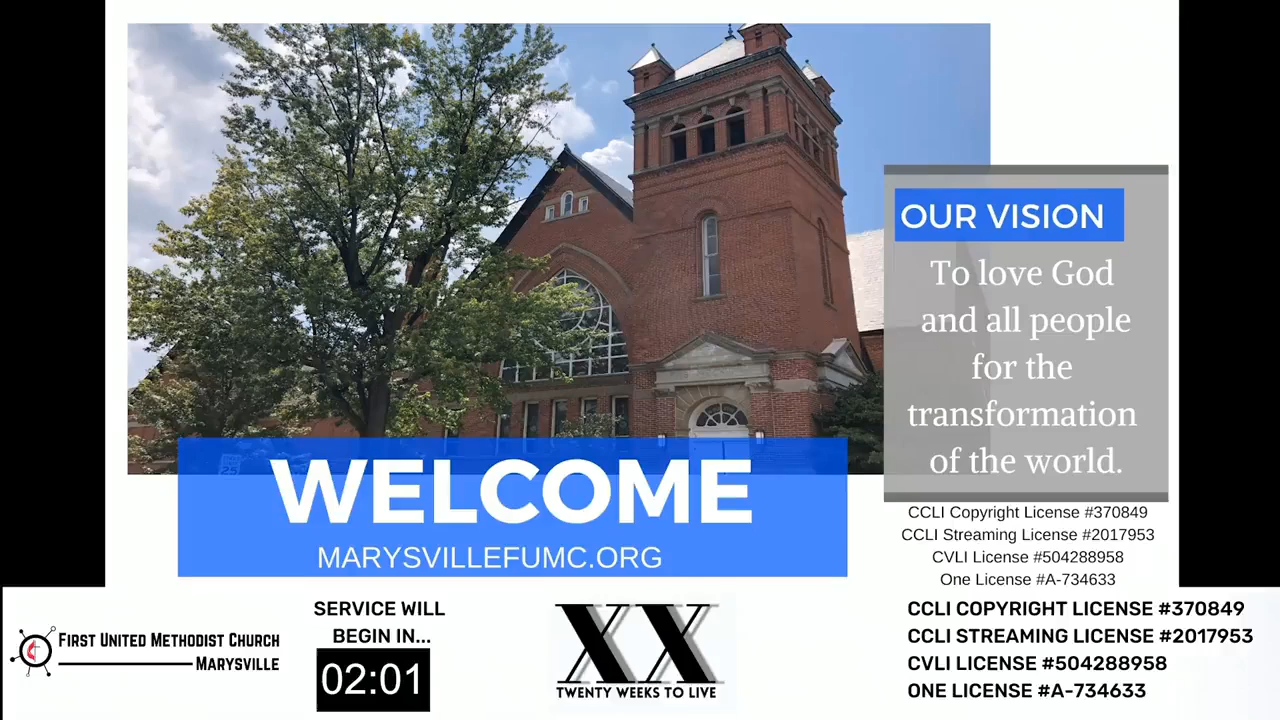 OUR VISION
To love God
and all people
for the
transformation
of the world.
WELCOME
MARYSVILLEFUMC.ORG
25
CCLI Copyright License #370849
CCLI Streaming License #2017953
CVLI License #504288958
One License #A-734633
First United Methodist Church
Marysville
SERVICE WILL
BEGIN IN...
02:01
XX
TWENTY WEEKS TO LIVE
CCLI COPYRIGHT LICENSE #370849
CCLI STREAMING LICENSE #2017953
CVLI LICENSE #504288958
ONE LICENSE #A-734633